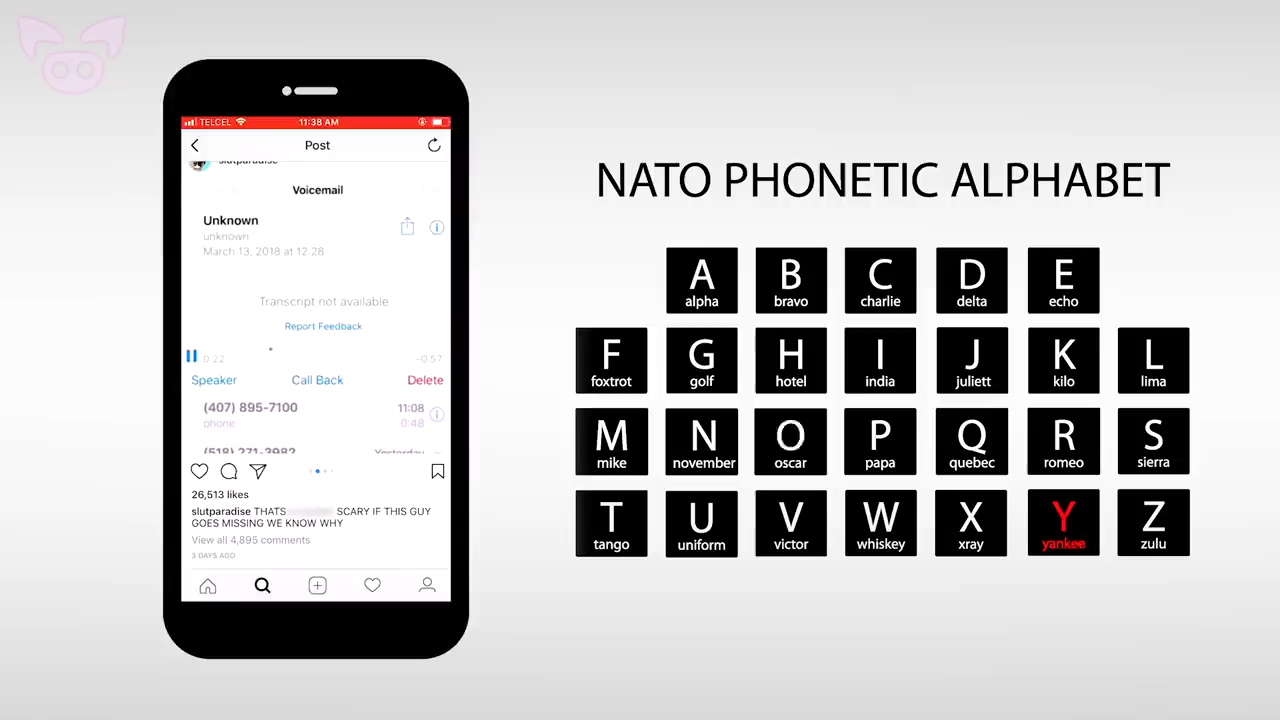 TELCEL
11:38 AM
Post
slutparadise
Voicemail
Unknown
unknown
March 13, 2018 at 12:28
Transcript not available
Report Feedback
0:22
-0:57
Speaker Call Back Delete
(407) 895-7100 11:08
phone 0:48
(518) 271-3982 Yesterday
26,513 likes
slutparadise THATS SCARY IF THIS GUY
GOES MISSING WE KNOW WHY
View all 4,895 comments
3 DAYS AGO
NATO PHONETIC ALPHABET
A B C D E
alpha bravo charlie delta echo
F G H I J K L
foxtrot golf hotel india juliett kilo lima
M N O P Q R S
mike november oscar papa quebec romeo sierra
T U V W X Y Z
tango uniform victor whiskey xray yankee zulu